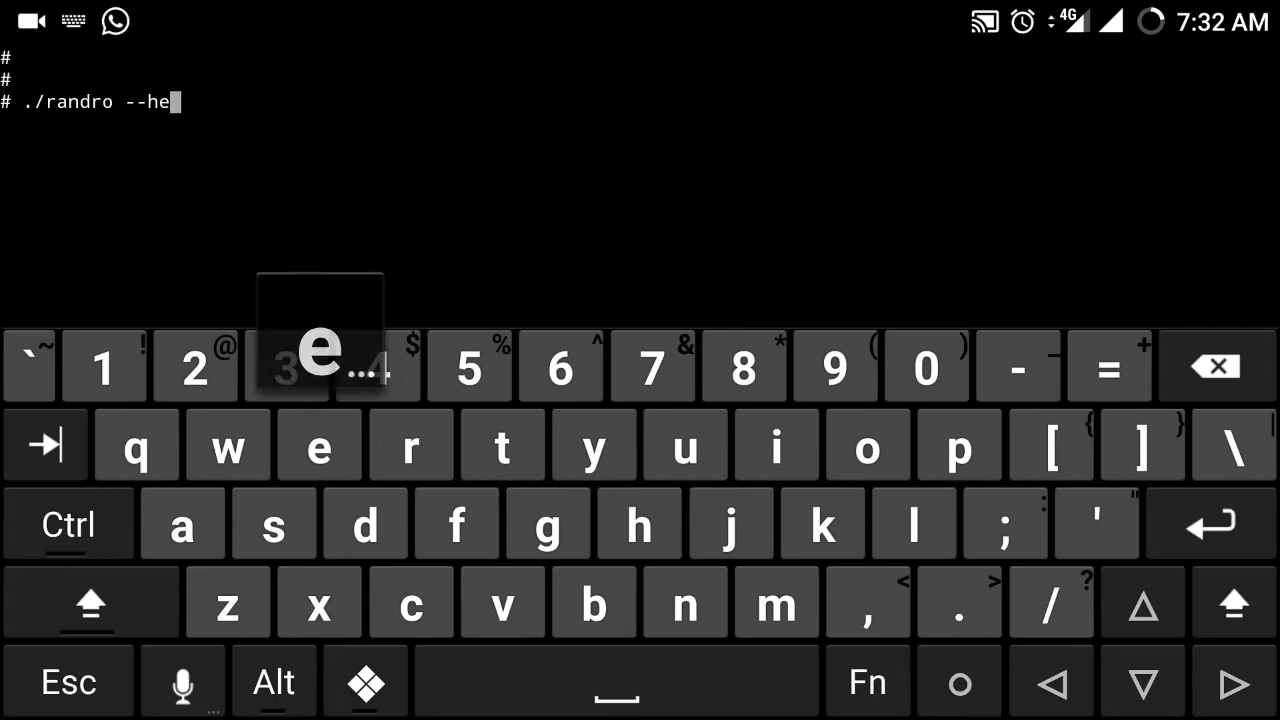 4G 7:32 AM
#
#
# ./randro --he
e...
` ~ 1 ! 2 @ 3 4 $ 5 % 6 ^ 7 & 8 * 9 ( 0 ) - _ = +
q w e r t y u i o p [ { ] } \ |
Ctrl a s d f g h j k l ; : ' "
z x c v b n m , < . > / ?
Esc ... Alt Fn